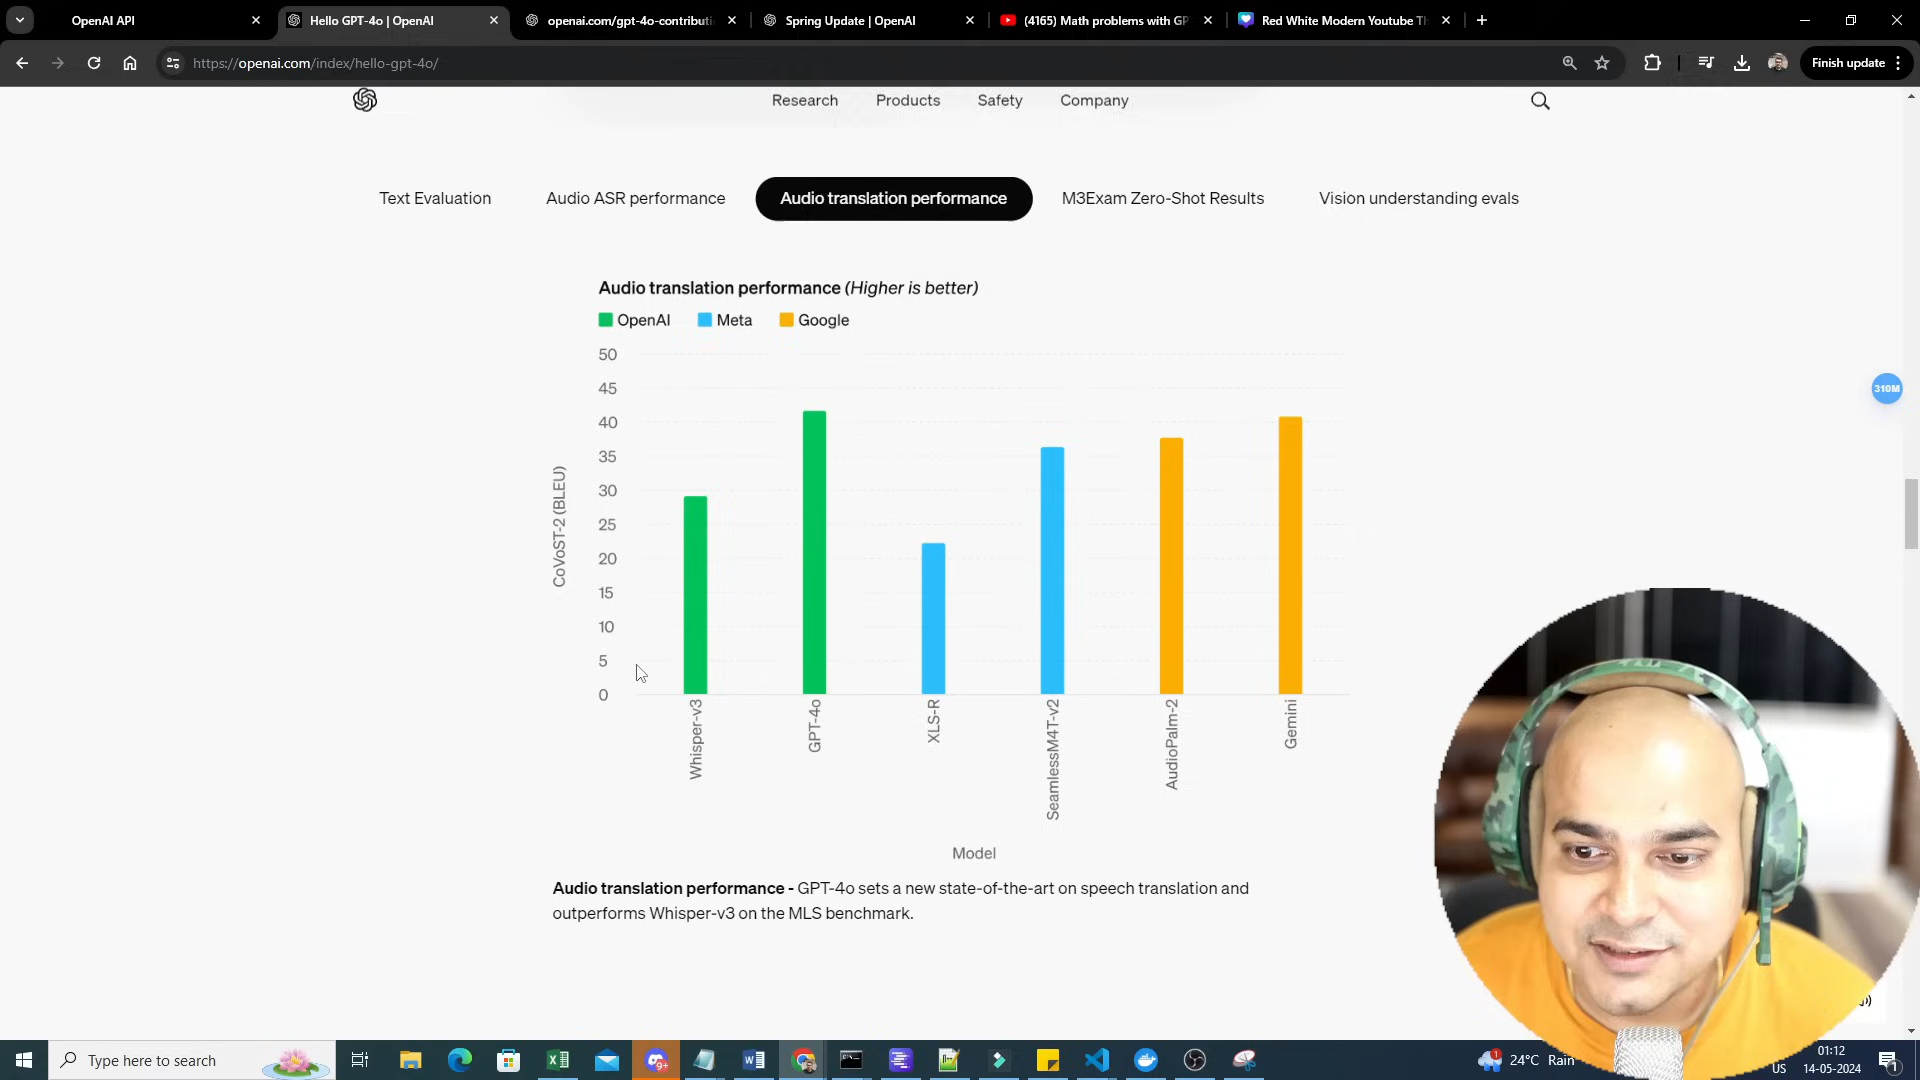 OpenAI API
Hello GPT-4o | OpenAI
openai.com/gpt-4o-contributi
Spring Update | OpenAI
(4165) Math problems with GP
Red White Modern Youtube Th
https://openai.com/index/hello-gpt-4o/
Finish update
Research
Products
Safety
Company
Text Evaluation
Audio ASR performance
Audio translation performance
M3Exam Zero-Shot Results
Vision understanding evals
Audio translation performance (Higher is better)
OpenAI
Meta
Google
50
45
40
35
30
25
20
15
10
5
0
CoVoST-2 (BLEU)
Whisper-v3
GPT-4o
XLS-R
SeamlessM4T-v2
AudioPalm-2
Gemini
Model
310M
Audio translation performance - GPT-4o sets a new state-of-the-art on speech translation and
outperforms Whisper-v3 on the MLS benchmark.
Type here to search
9+
1
24°C Rain
US
01:12
14-05-2024
1